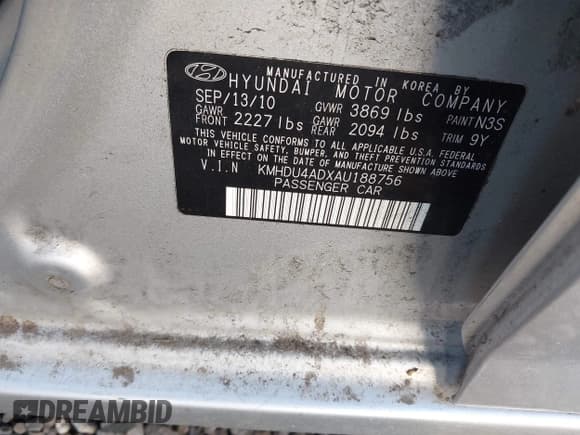 MANUFACTURED IN KOREA BY
HYUNDAI MOTOR COMPANY
SEP/13/10 GVWR 3869 lbs PAINT N3S
GAWR FRONT 2227 lbs GAWR REAR 2094 lbs TRIM 9Y
THIS VEHICLE CONFORMS TO ALL APPLICABLE U.S.A. FEDERAL
MOTOR VEHICLE SAFETY, BUMPER, AND THEFT PREVENTION STANDARDS
IN EFFECT ON THE DATE OF MANUFACTURE SHOWN ABOVE
V.I.N KMHDU4ADXAU188756
PASSENGER CAR
DREAMBID